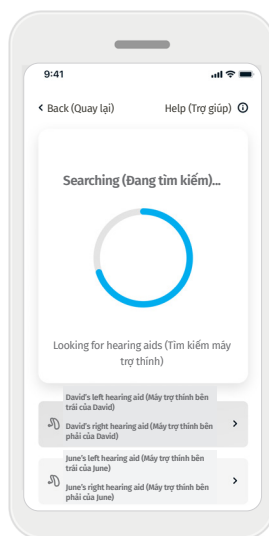 9:41
Back (Quay lại) Help (Trợ giúp)
Searching (Đang tìm kiếm)...
Looking for hearing aids (Tìm kiếm máy
trợ thính)
David's left hearing aid (Máy trợ thính bên
trái của David)
David's right hearing aid (Máy trợ thính bên
phải của David)
June's left hearing aid (Máy trợ thính bên
trái của June)
June's right hearing aid (Máy trợ thính bên
phải của June)